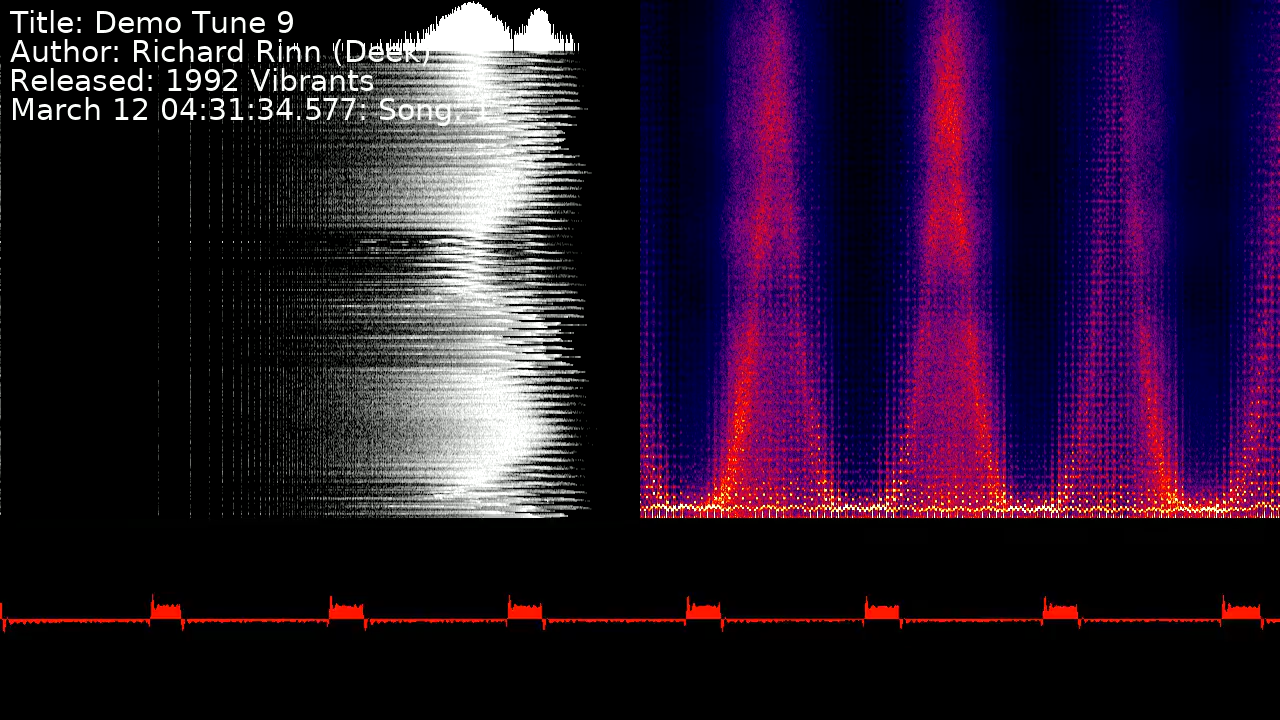 Title: Demo Tune 9
Author: Richard Rinn (Deek)
Released: 1992 Vibrants
March 12 04:31:34.577: Song: